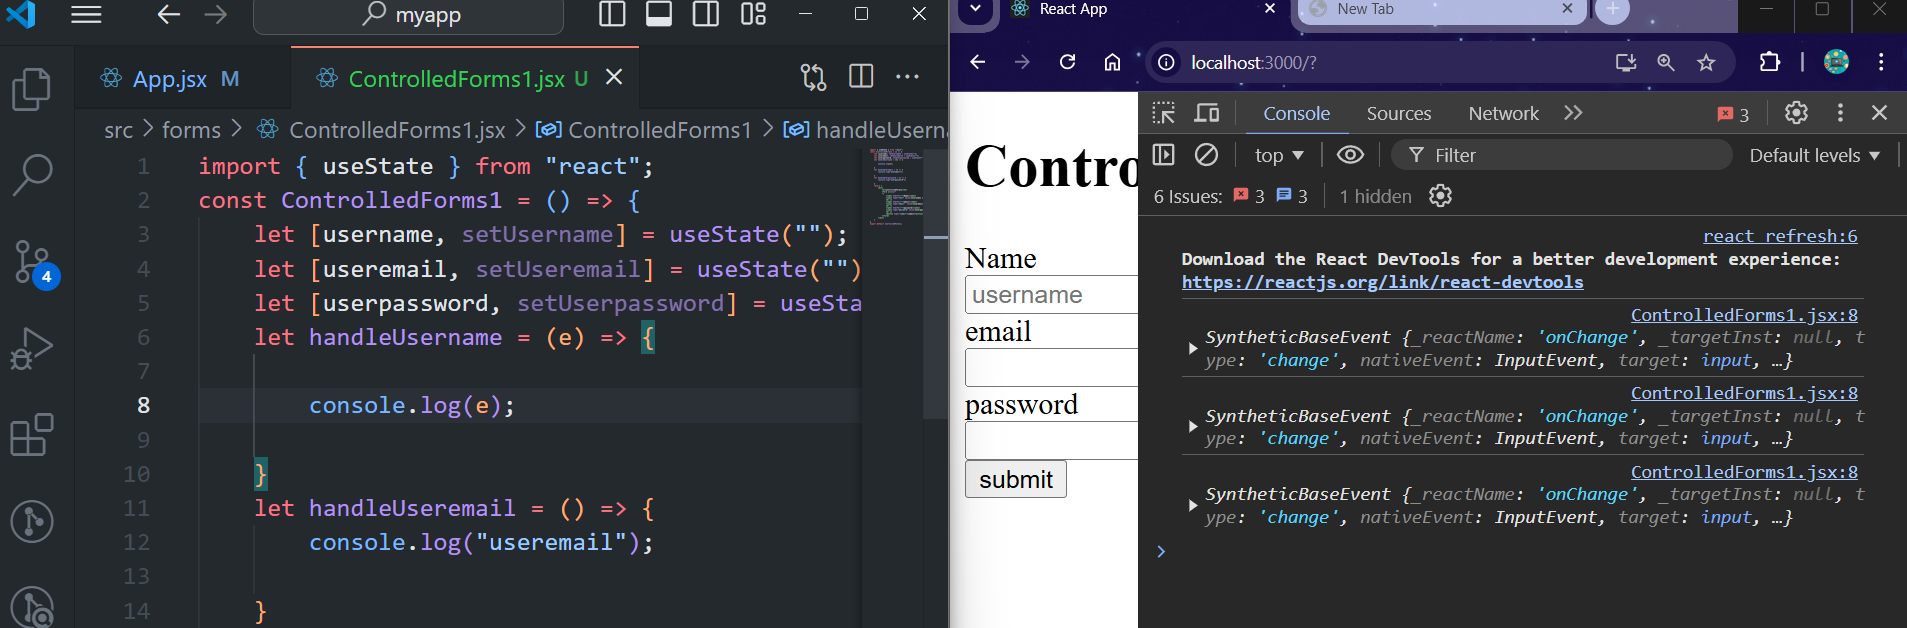 myapp
App.jsx M
ControlledForms1.jsx U
src > forms > ControlledForms1.jsx > ControlledForms1 > handleUserna
1 import { useState } from "react";
2 const ControlledForms1 = () => {
3 let [username, setUsername] = useState("");
4 let [useremail, setUseremail] = useState("")
5 let [userpassword, setUserpassword] = useSta
6 let handleUsername = (e) => {
7
8 console.log(e);
9
10 }
11 let handleUseremail = () => {
12 console.log("useremail");
13
14 }
4
React App
New Tab
localhost:3000/?
Contro
Name
username
email
password
submit
Console Sources Network 3
top Filter Default levels
6 Issues: 3 3 1 hidden
react refresh:6
Download the React DevTools for a better development experience:
https://reactjs.org/link/react-devtools
ControlledForms1.jsx:8
SyntheticBaseEvent {_reactName: 'onChange', _targetInst: null, t
ype: 'change', nativeEvent: InputEvent, target: input, …}
ControlledForms1.jsx:8
SyntheticBaseEvent {_reactName: 'onChange', _targetInst: null, t
ype: 'change', nativeEvent: InputEvent, target: input, …}
ControlledForms1.jsx:8
SyntheticBaseEvent {_reactName: 'onChange', _targetInst: null, t
ype: 'change', nativeEvent: InputEvent, target: input, …}